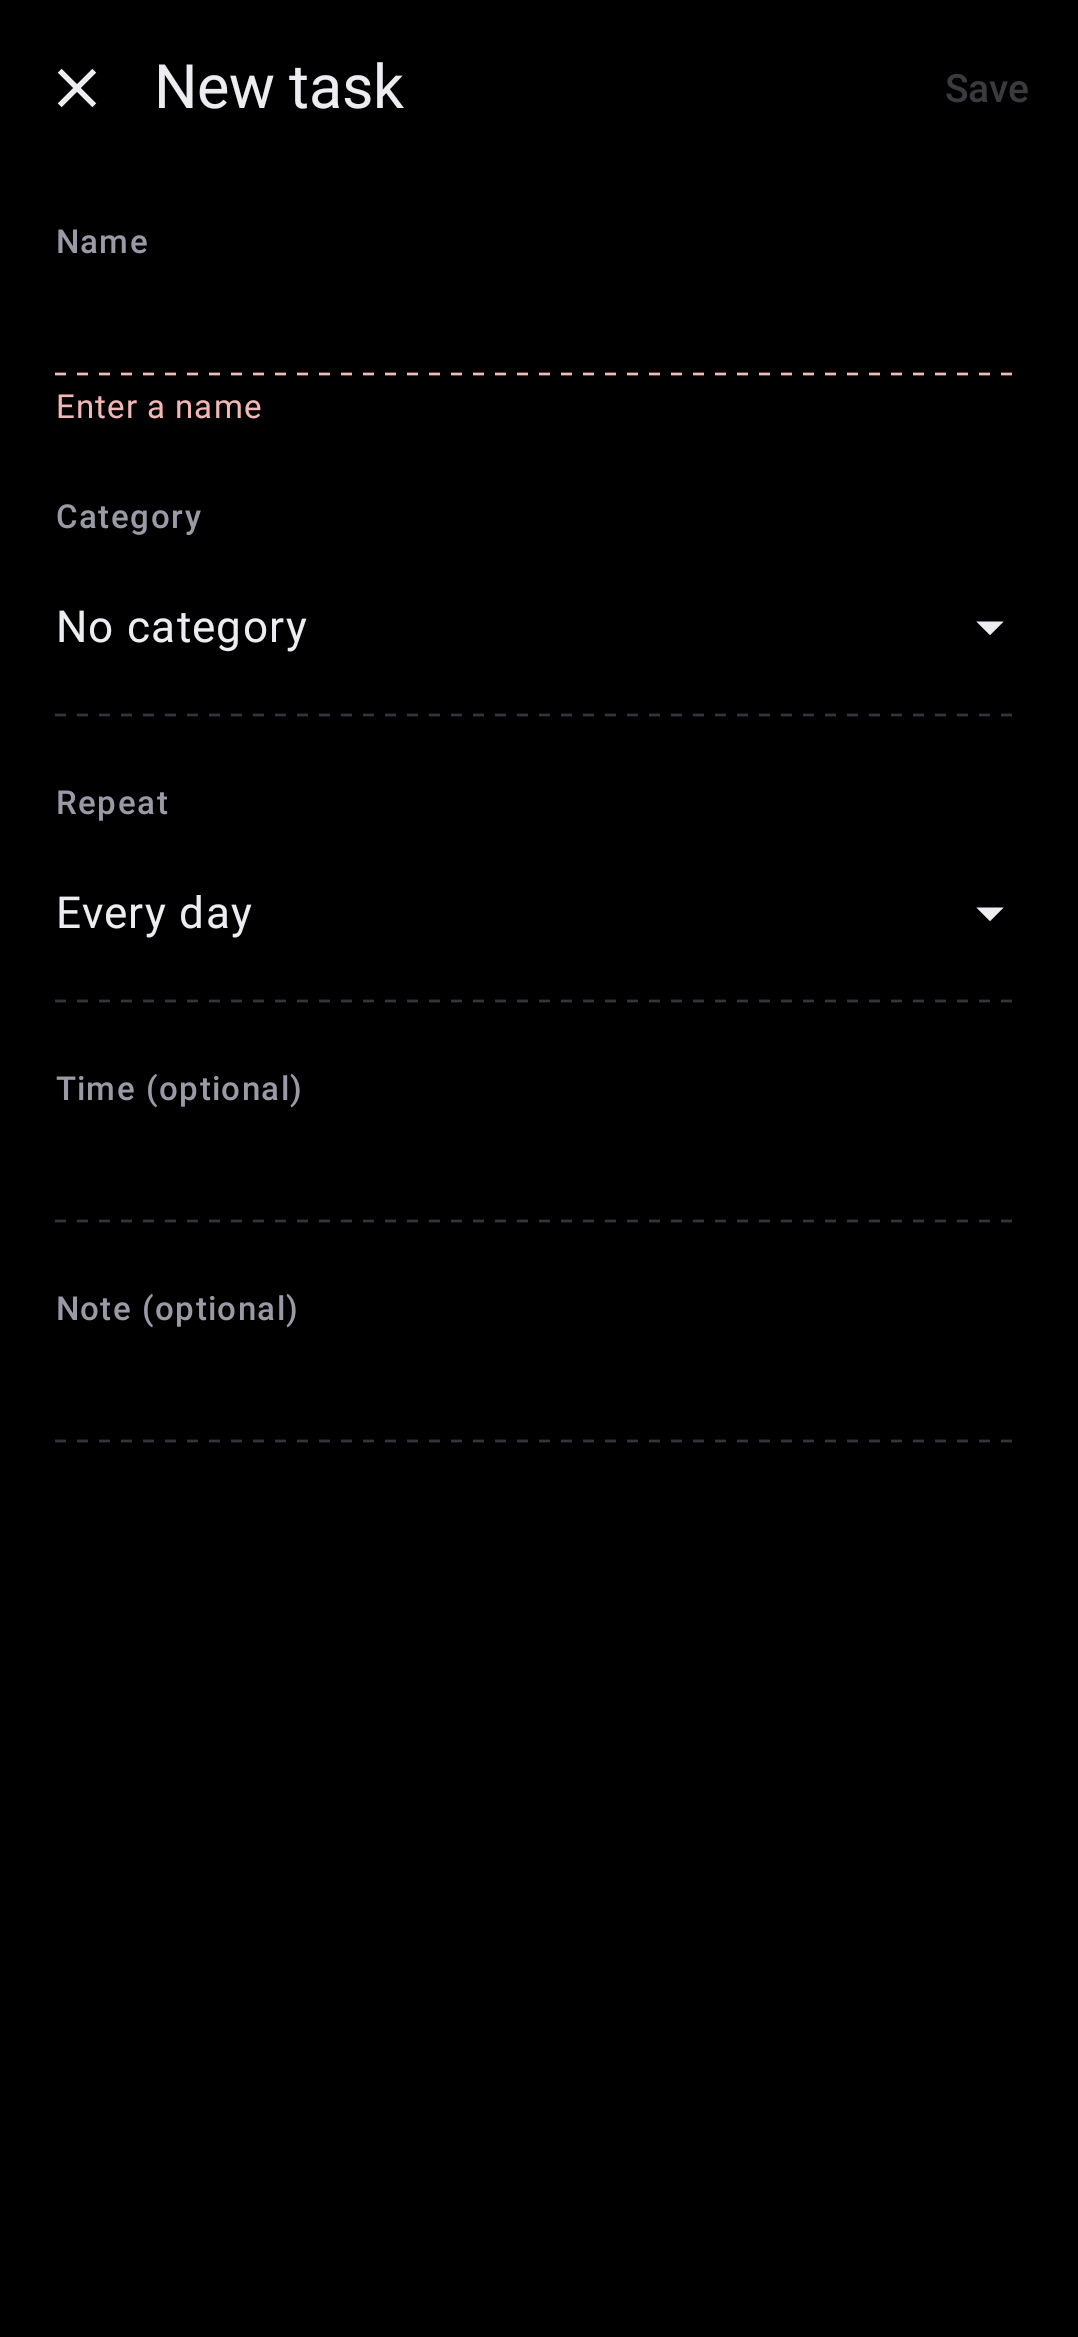 New task
Save
Name
Enter a name
Category
No category
Repeat
Every day
Time (optional)
Note (optional)